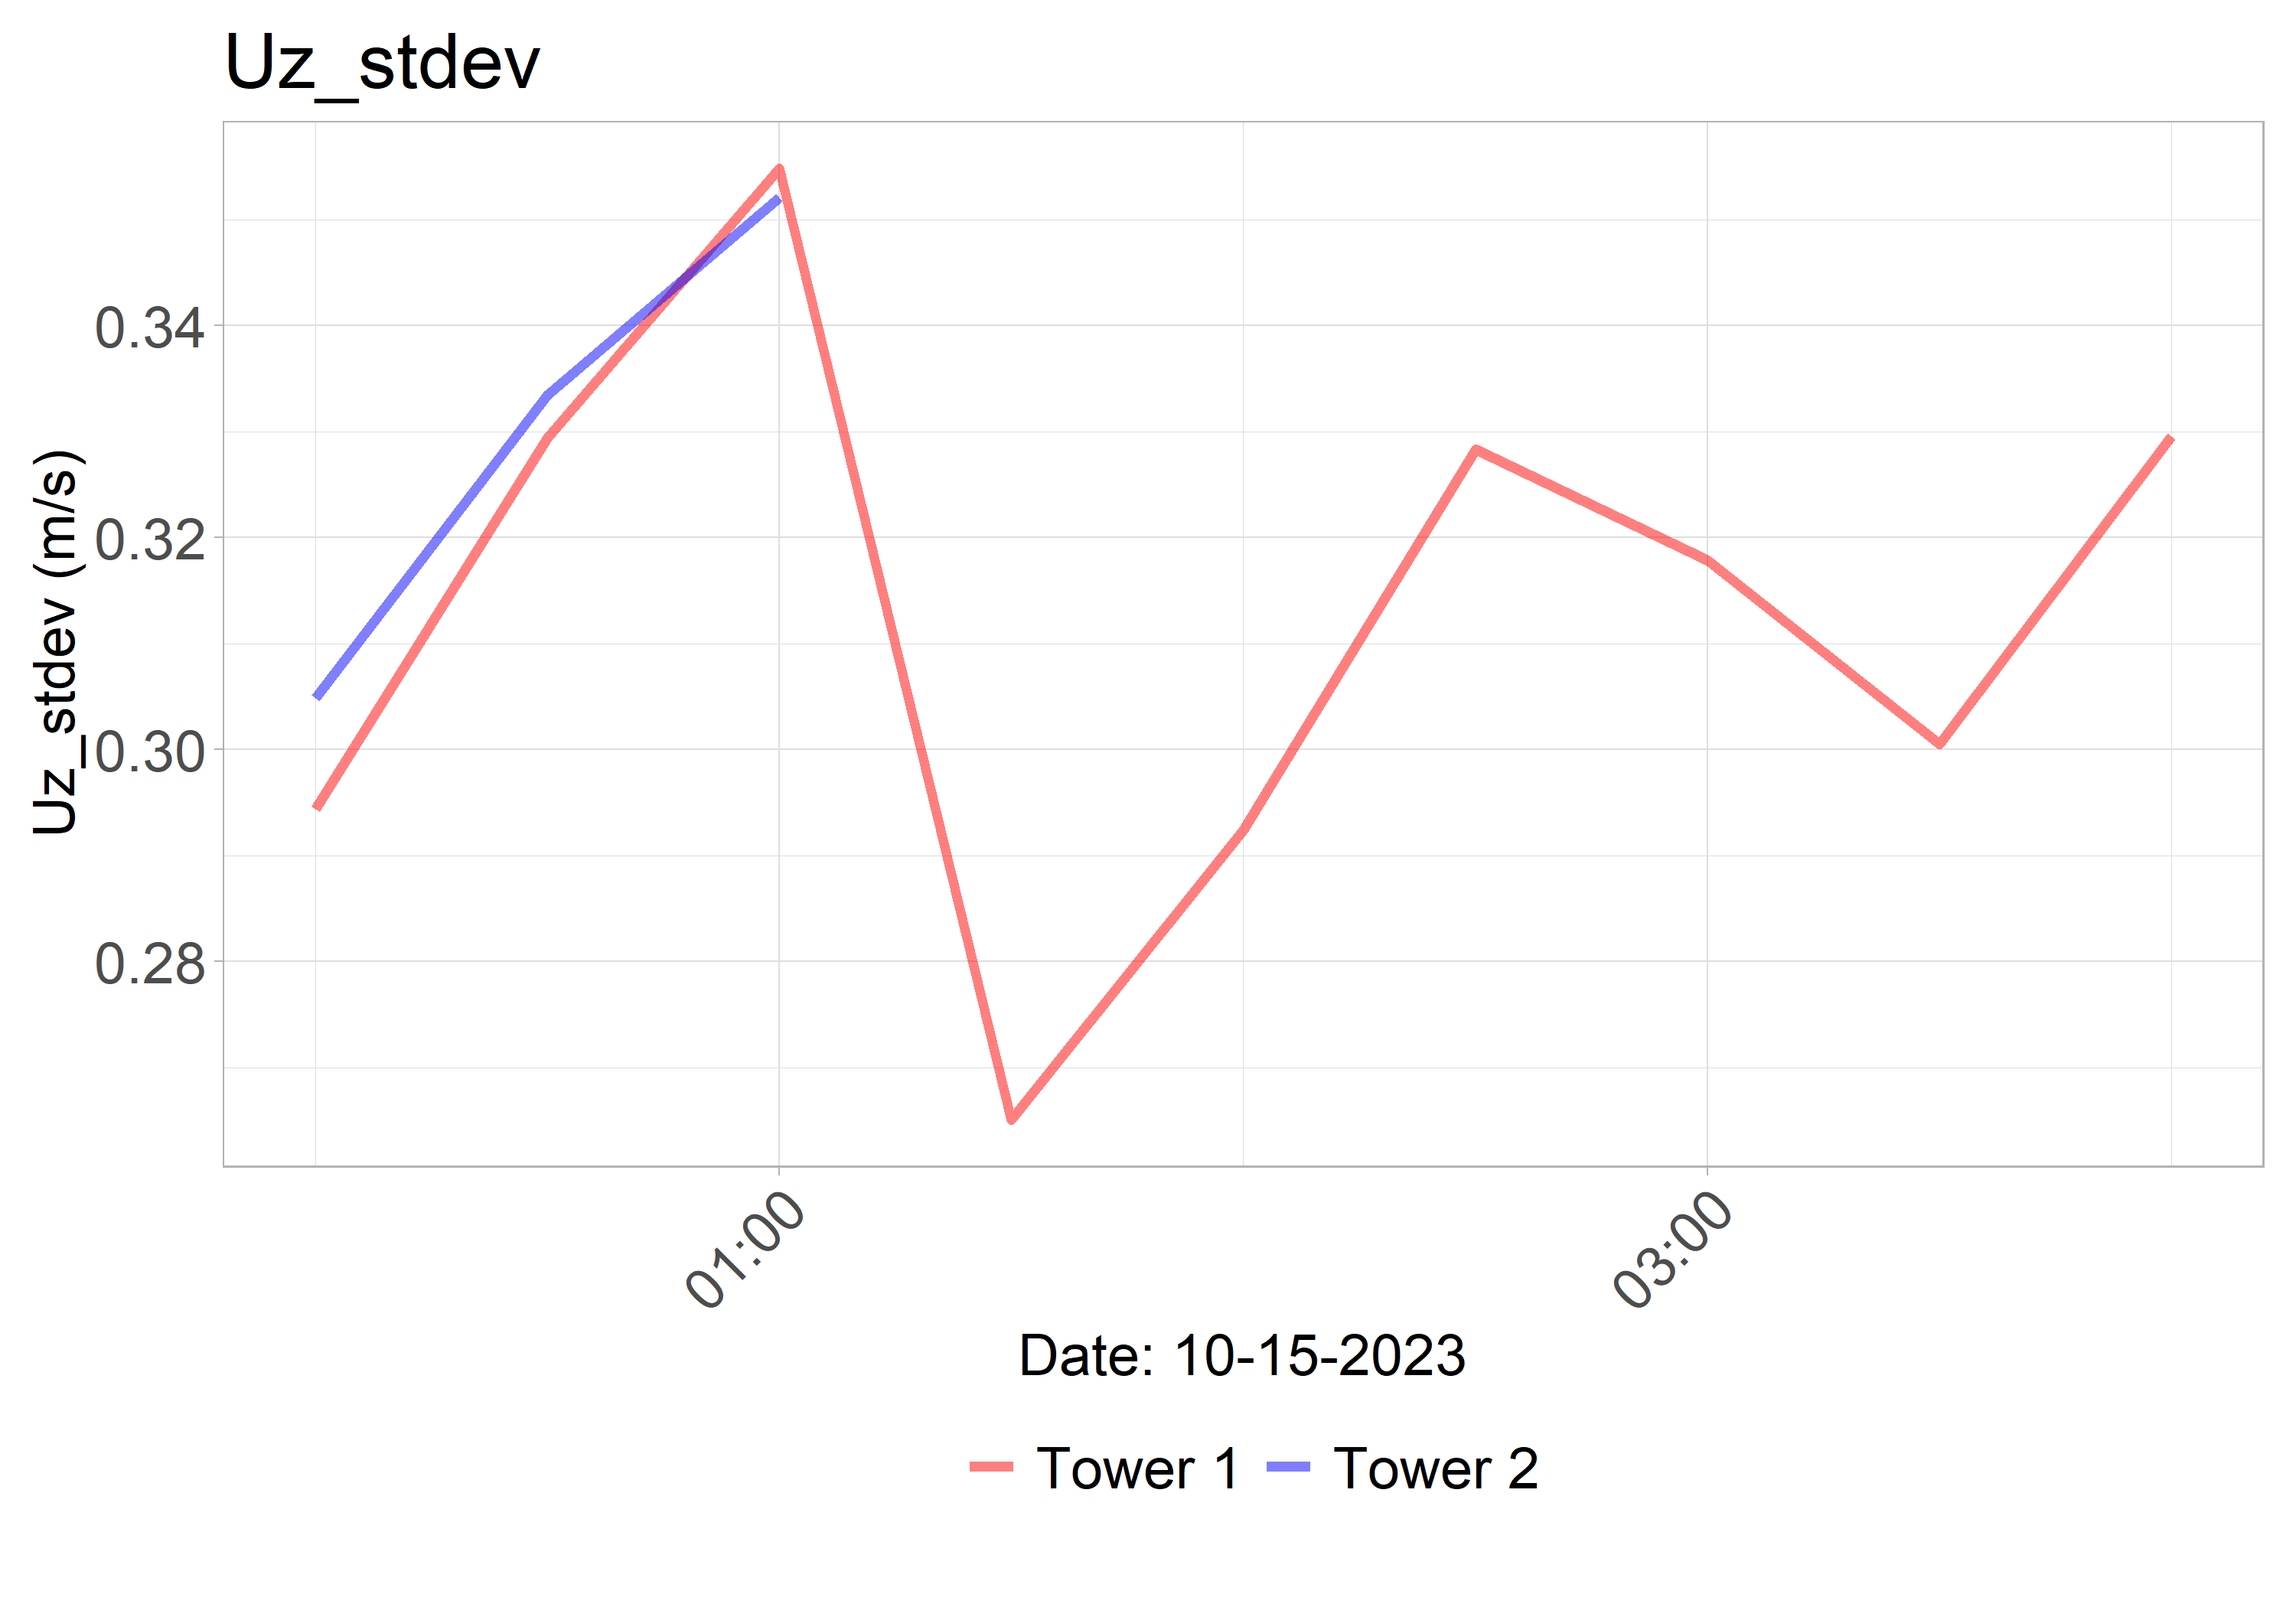 Uz_stdev
Uz_stdev (m/s)
0.34
0.32
0.30
0.28
01:00
03:00
Date: 10-15-2023
Tower 1
Tower 2